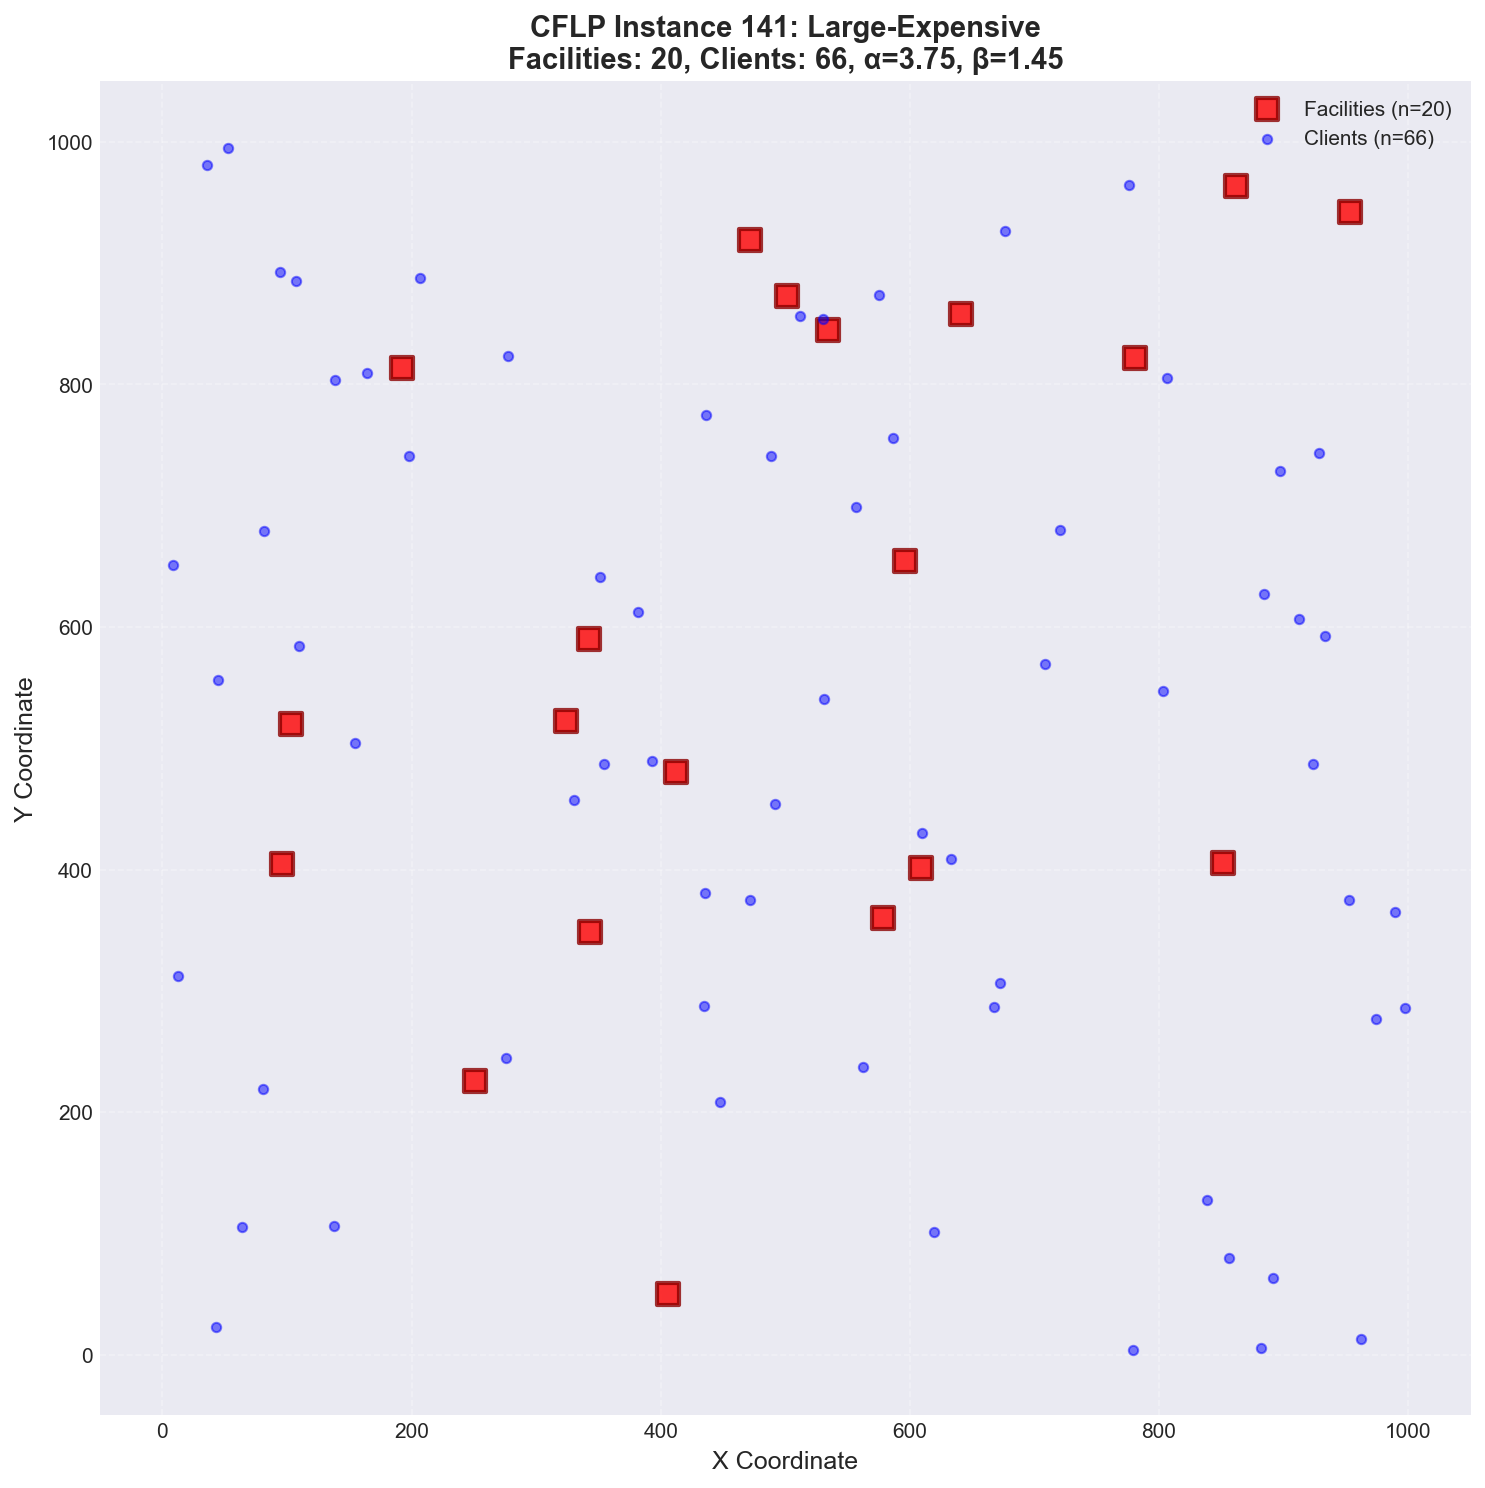 CFLP Instance 141: Large-Expensive
Facilities: 20, Clients: 66, α=3.75, β=1.45
Facilities (n=20)
Clients (n=66)
1000
800
600
400
200
0
Y Coordinate
0 200 400 600 800 1000
X Coordinate